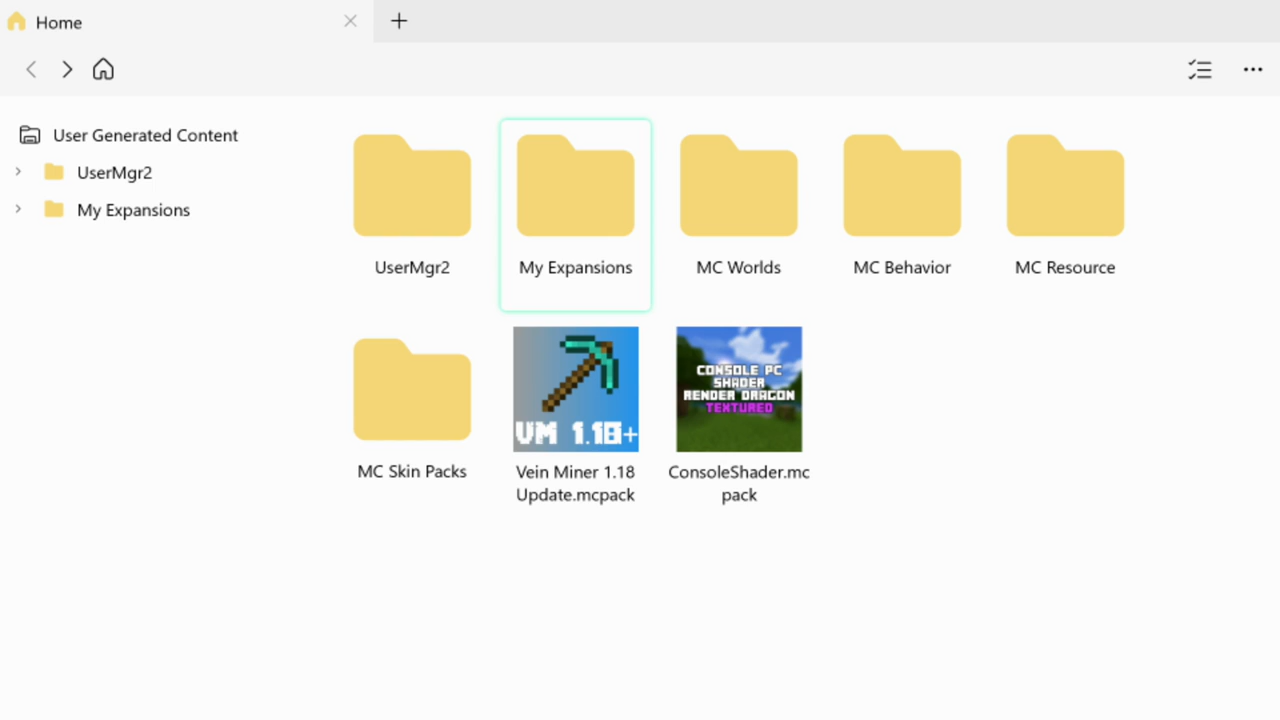 Home
User Generated Content
UserMgr2
My Expansions
UserMgr2
My Expansions
MC Worlds
MC Behavior
MC Resource
VM 1.18+
CONSOLE PC
SHADER
RENDER DRAGON
TEXTURED
MC Skin Packs
Vein Miner 1.18
Update.mcpack
ConsoleShader.mc
pack